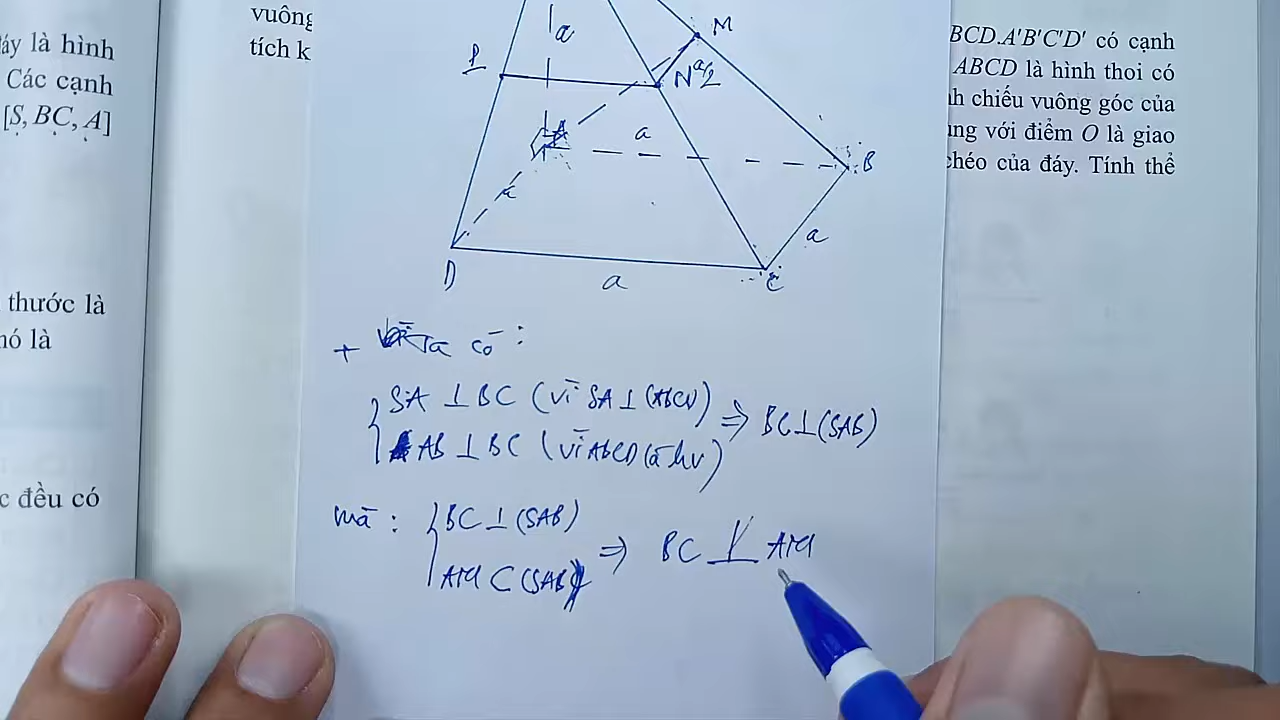 áy là hình
Các cạnh
[S, BC, A]
thước là
nó là
c đều có
vuông
tích k
a
M
P
N a/2
A
a
B
a
a
D
a
C
+ Ta có :
SA ⊥ BC (vì SA ⊥ (ABCD) ⇒ BC ⊥ (SAB)
AB ⊥ BC (vì ABCD là hv)
mà : BC ⊥ (SAB)
AM ⊂ (SAB) ⇒ BC ⊥ AM
BCD.A'B'C'D' có cạnh
ABCD là hình thoi có
nh chiếu vuông góc của
ung với điểm O là giao
chéo của đáy. Tính thể